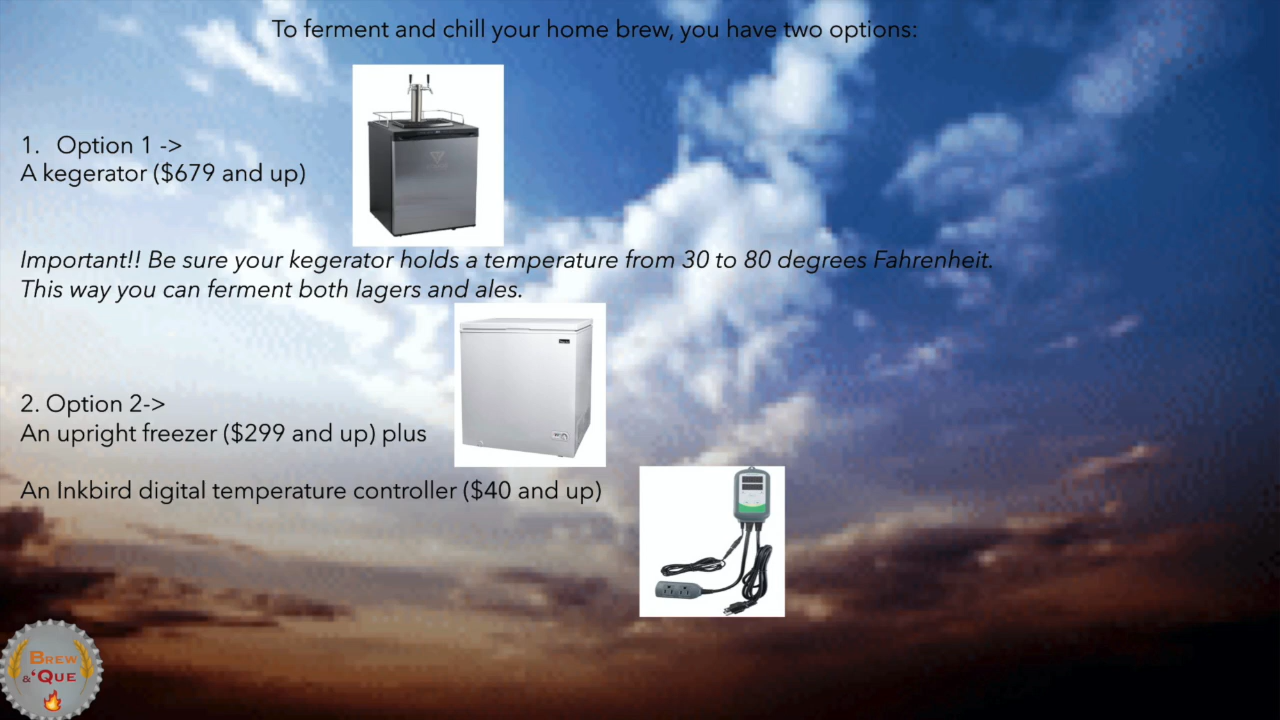 To ferment and chill your home brew, you have two options:
1. Option 1 ->
A kegerator ($679 and up)
Important!! Be sure your kegerator holds a temperature from 30 to 80 degrees Fahrenheit.
This way you can ferment both lagers and ales.
2. Option 2->
An upright freezer ($299 and up) plus
An Inkbird digital temperature controller ($40 and up)
BREW
&'QUE